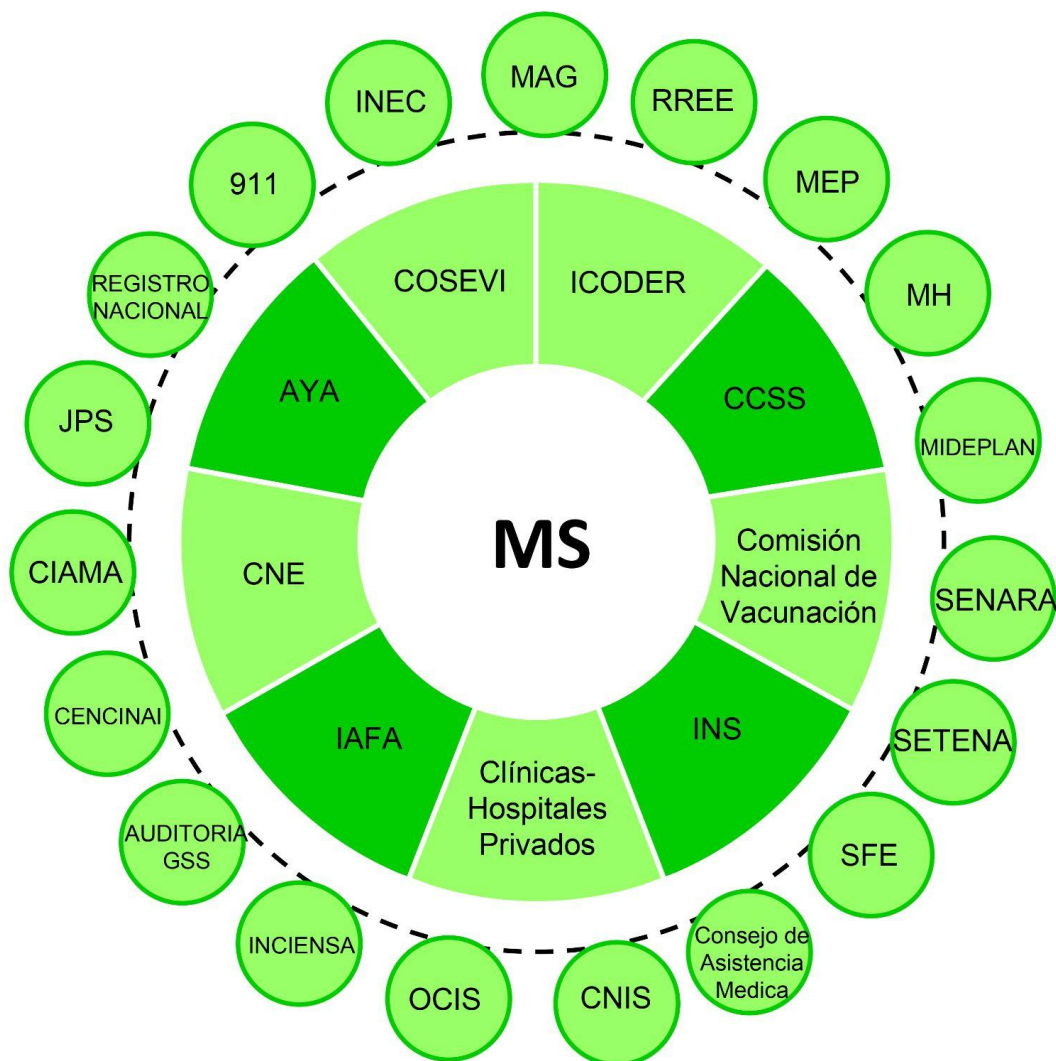 MAG
RREE
INEC
MEP
911
REGISTRO
NACIONAL
MH
COSEVI
ICODER
AYA
CCSS
JPS
MIDEPLAN
MS
Comisión
Nacional de
Vacunación
CIAMA
CNE
SENARA
CENCINAI
IAFA
INS
SETENA
Clínicas-
Hospitales
Privados
AUDITORIA
GSS
SFE
INCIENSA
Consejo de
Asistencia
Medica
OCIS
CNIS